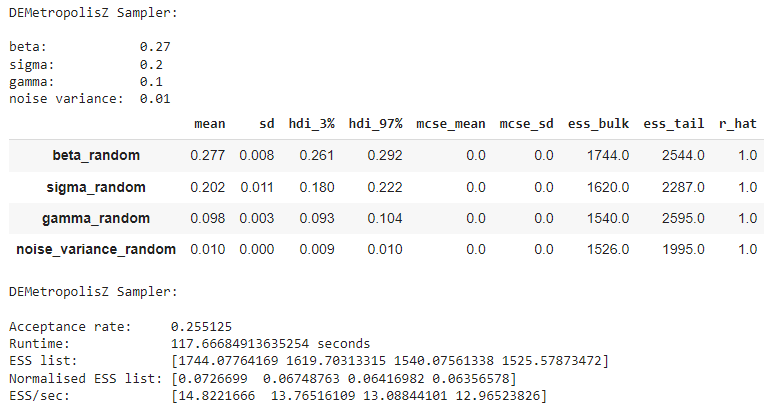 DEMetropolisZ Sampler:
beta: 0.27
sigma: 0.2
gamma: 0.1
noise variance: 0.01
mean sd hdi_3% hdi_97% mcse_mean mcse_sd ess_bulk ess_tail r_hat
beta_random 0.277 0.008 0.261 0.292 0.0 0.0 1744.0 2544.0 1.0
sigma_random 0.202 0.011 0.180 0.222 0.0 0.0 1620.0 2287.0 1.0
gamma_random 0.098 0.003 0.093 0.104 0.0 0.0 1540.0 2595.0 1.0
noise_variance_random 0.010 0.000 0.009 0.010 0.0 0.0 1526.0 1995.0 1.0
DEMetropolisZ Sampler:
Acceptance rate: 0.255125
Runtime: 117.66684913635254 seconds
ESS list: [1744.07764169 1619.70313315 1540.07561338 1525.57873472]
Normalised ESS list: [0.0726699 0.06748763 0.06416982 0.06356578]
ESS/sec: [14.8221666 13.76516109 13.08844101 12.96523826]